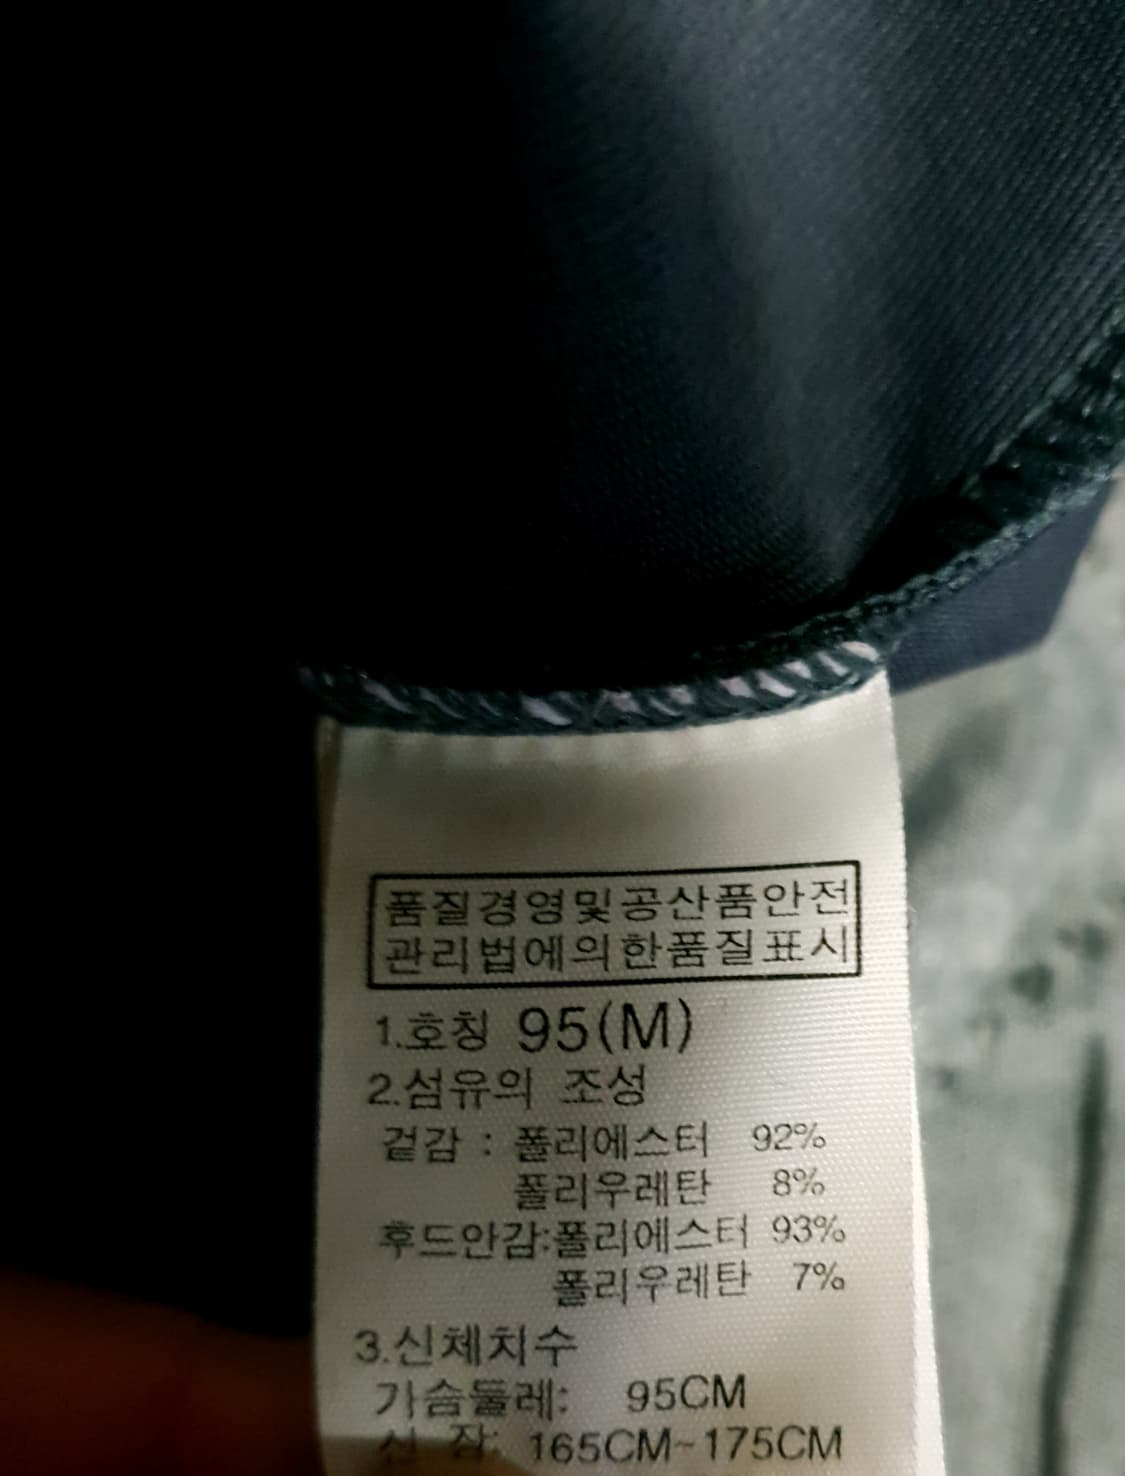 품질경영및공산품안전
관리법에의한품질표시
1.호칭 95(M)
2.섬유의 조성
겉감 : 폴리에스터 92%
폴리우레탄 8%
후드안감:폴리에스터 93%
폴리우레탄 7%
3.신체치수
가슴둘레: 95CM
신 장: 165CM~175CM